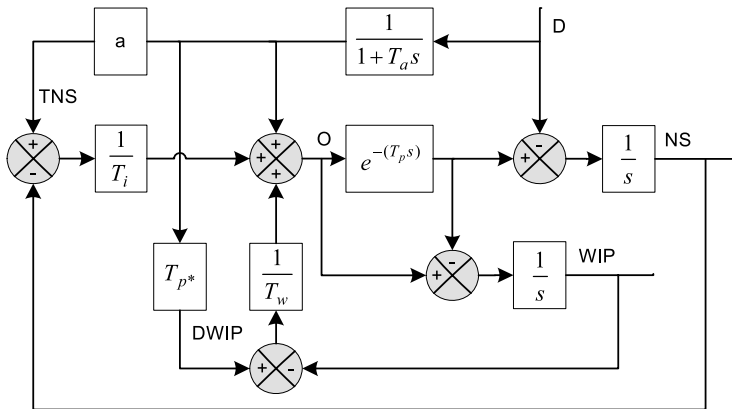 D
a
1
1 + T_a s
TNS
+
-
1
T_i
+
+
+
O
e^{-(T_p s)}
-
+
1
s
NS
T_{p*}
1
T_w
-
+
1
s
WIP
DWIP
+
-